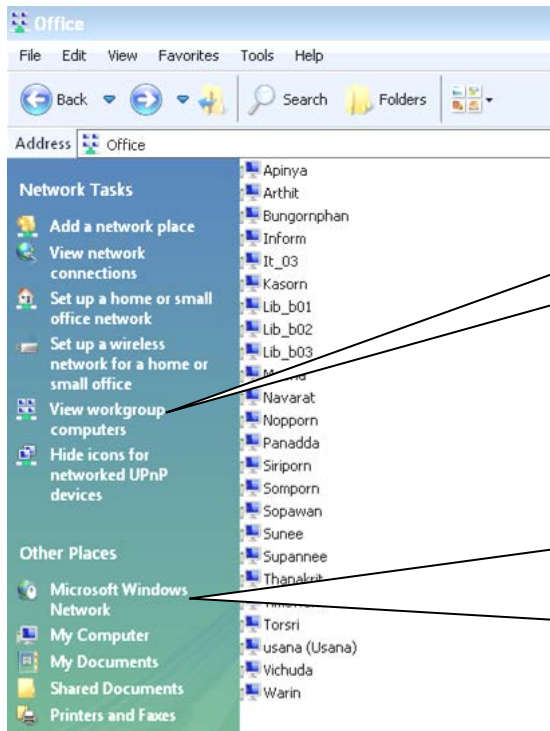 Office
File Edit View Favorites Tools Help
Back Search Folders
Address Office
Network Tasks
Add a network place
View network
connections
Set up a home or small
office network
Set up a wireless
network for a home or
small office
View workgroup
computers
Hide icons for
networked UPnP
devices
Other Places
Microsoft Windows
Network
My Computer
My Documents
Shared Documents
Printers and Faxes
Apinya
Arthit
Bungornphan
Inform
It_03
Kasorn
Lib_b01
Lib_b02
Lib_b03
Navarat
Nopporn
Panadda
Siriporn
Somporn
Sopawan
Sunee
Supannee
Thanakrit
Torsri
usana (Usana)
Vichuda
Warin